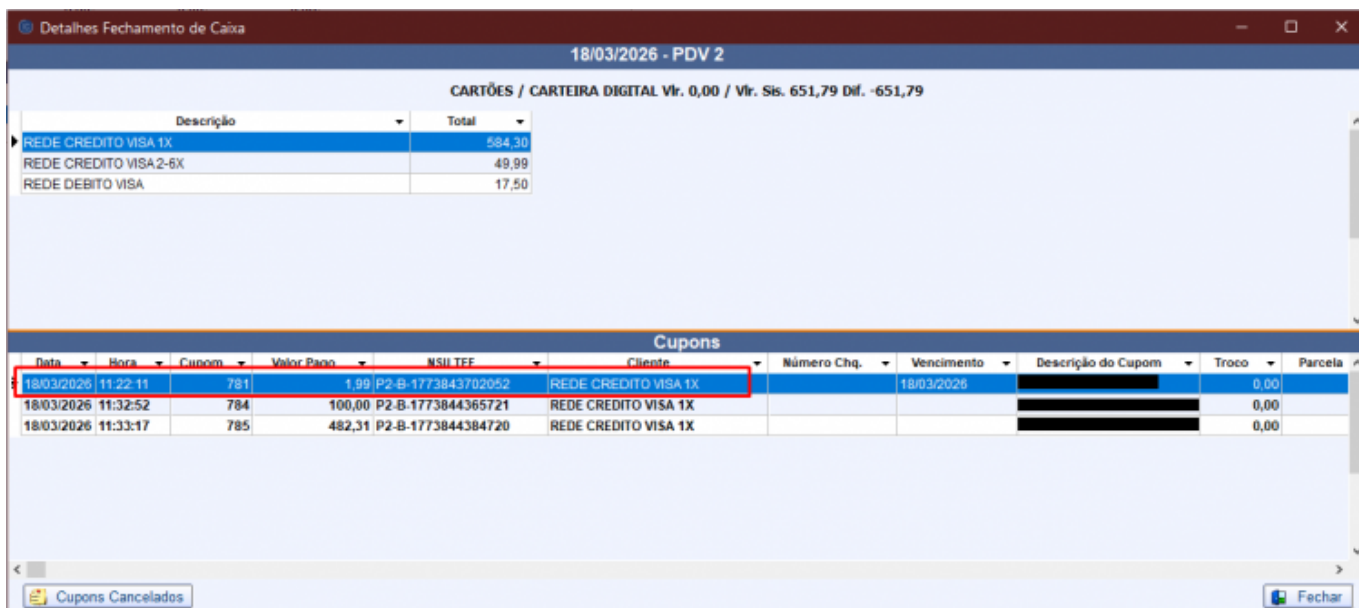 Detalhes Fechamento de Caixa
18/03/2026 - PDV 2
CARTÕES / CARTEIRA DIGITAL Vlr. 0,00 / Vlr. Sis. 651,79 Dif. -651,79
Descrição Total
REDE CREDITO VISA 1X 584,30
REDE CREDITO VISA 2-6X 49,99
REDE DEBITO VISA 17,50
Cupons
Data Hora Cupom Valor Pago NSU TEF Cliente Número Chq. Vencimento Descrição do Cupom Troco Parcela
18/03/2026 11:22:11 781 1,99 P2-B-1773843702052 REDE CREDITO VISA 1X 18/03/2026 0,00
18/03/2026 11:32:52 784 100,00 P2-B-1773844365721 REDE CREDITO VISA 1X 0,00
18/03/2026 11:33:17 785 482,31 P2-B-1773844384720 REDE CREDITO VISA 1X 0,00
Cupons Cancelados Fechar